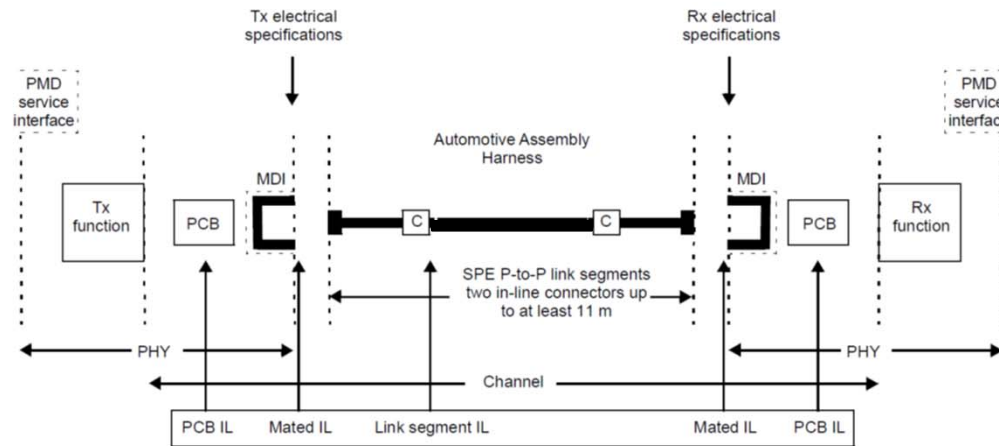 Tx electrical
specifications
Rx electrical
specifications
PMD
service
interface
PMD
service
interface
Automotive Assembly
Harness
MDI
MDI
Tx
function
PCB
C
C
PCB
Rx
function
SPE P-to-P link segments
two in-line connectors up
to at least 11 m
PHY
PHY
Channel
PCB IL
Mated IL
Link segment IL
Mated IL
PCB IL